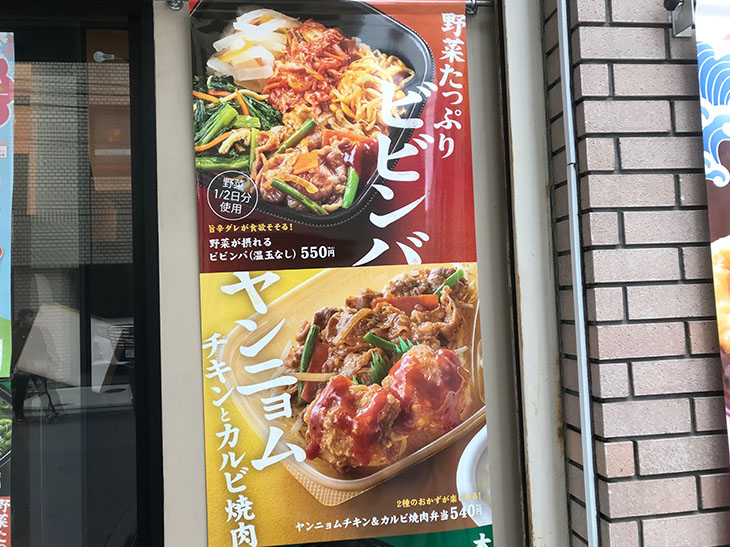 野菜たっぷり
ビビンバ
野菜
1/2日分
使用
旨辛ダレが食欲そそる!
野菜が摂れる
ビビンバ(温玉なし) 550円
ヤンニョム
チキンとカルビ焼肉
2種のおかずが楽しめる!
ヤンニョムチキン&カルビ焼肉弁当540円
野菜た